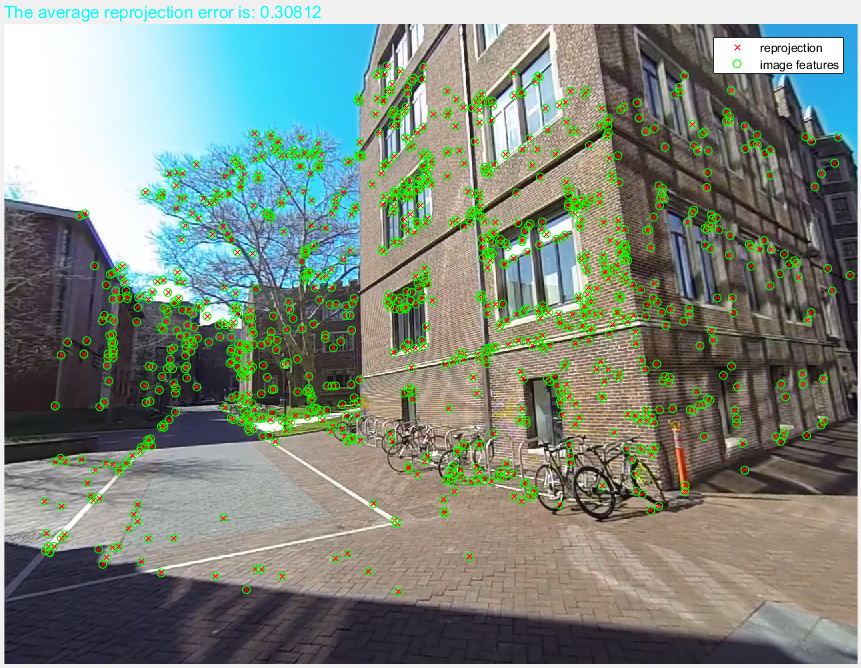 The average reprojection error is: 0.30812
reprojection
image features